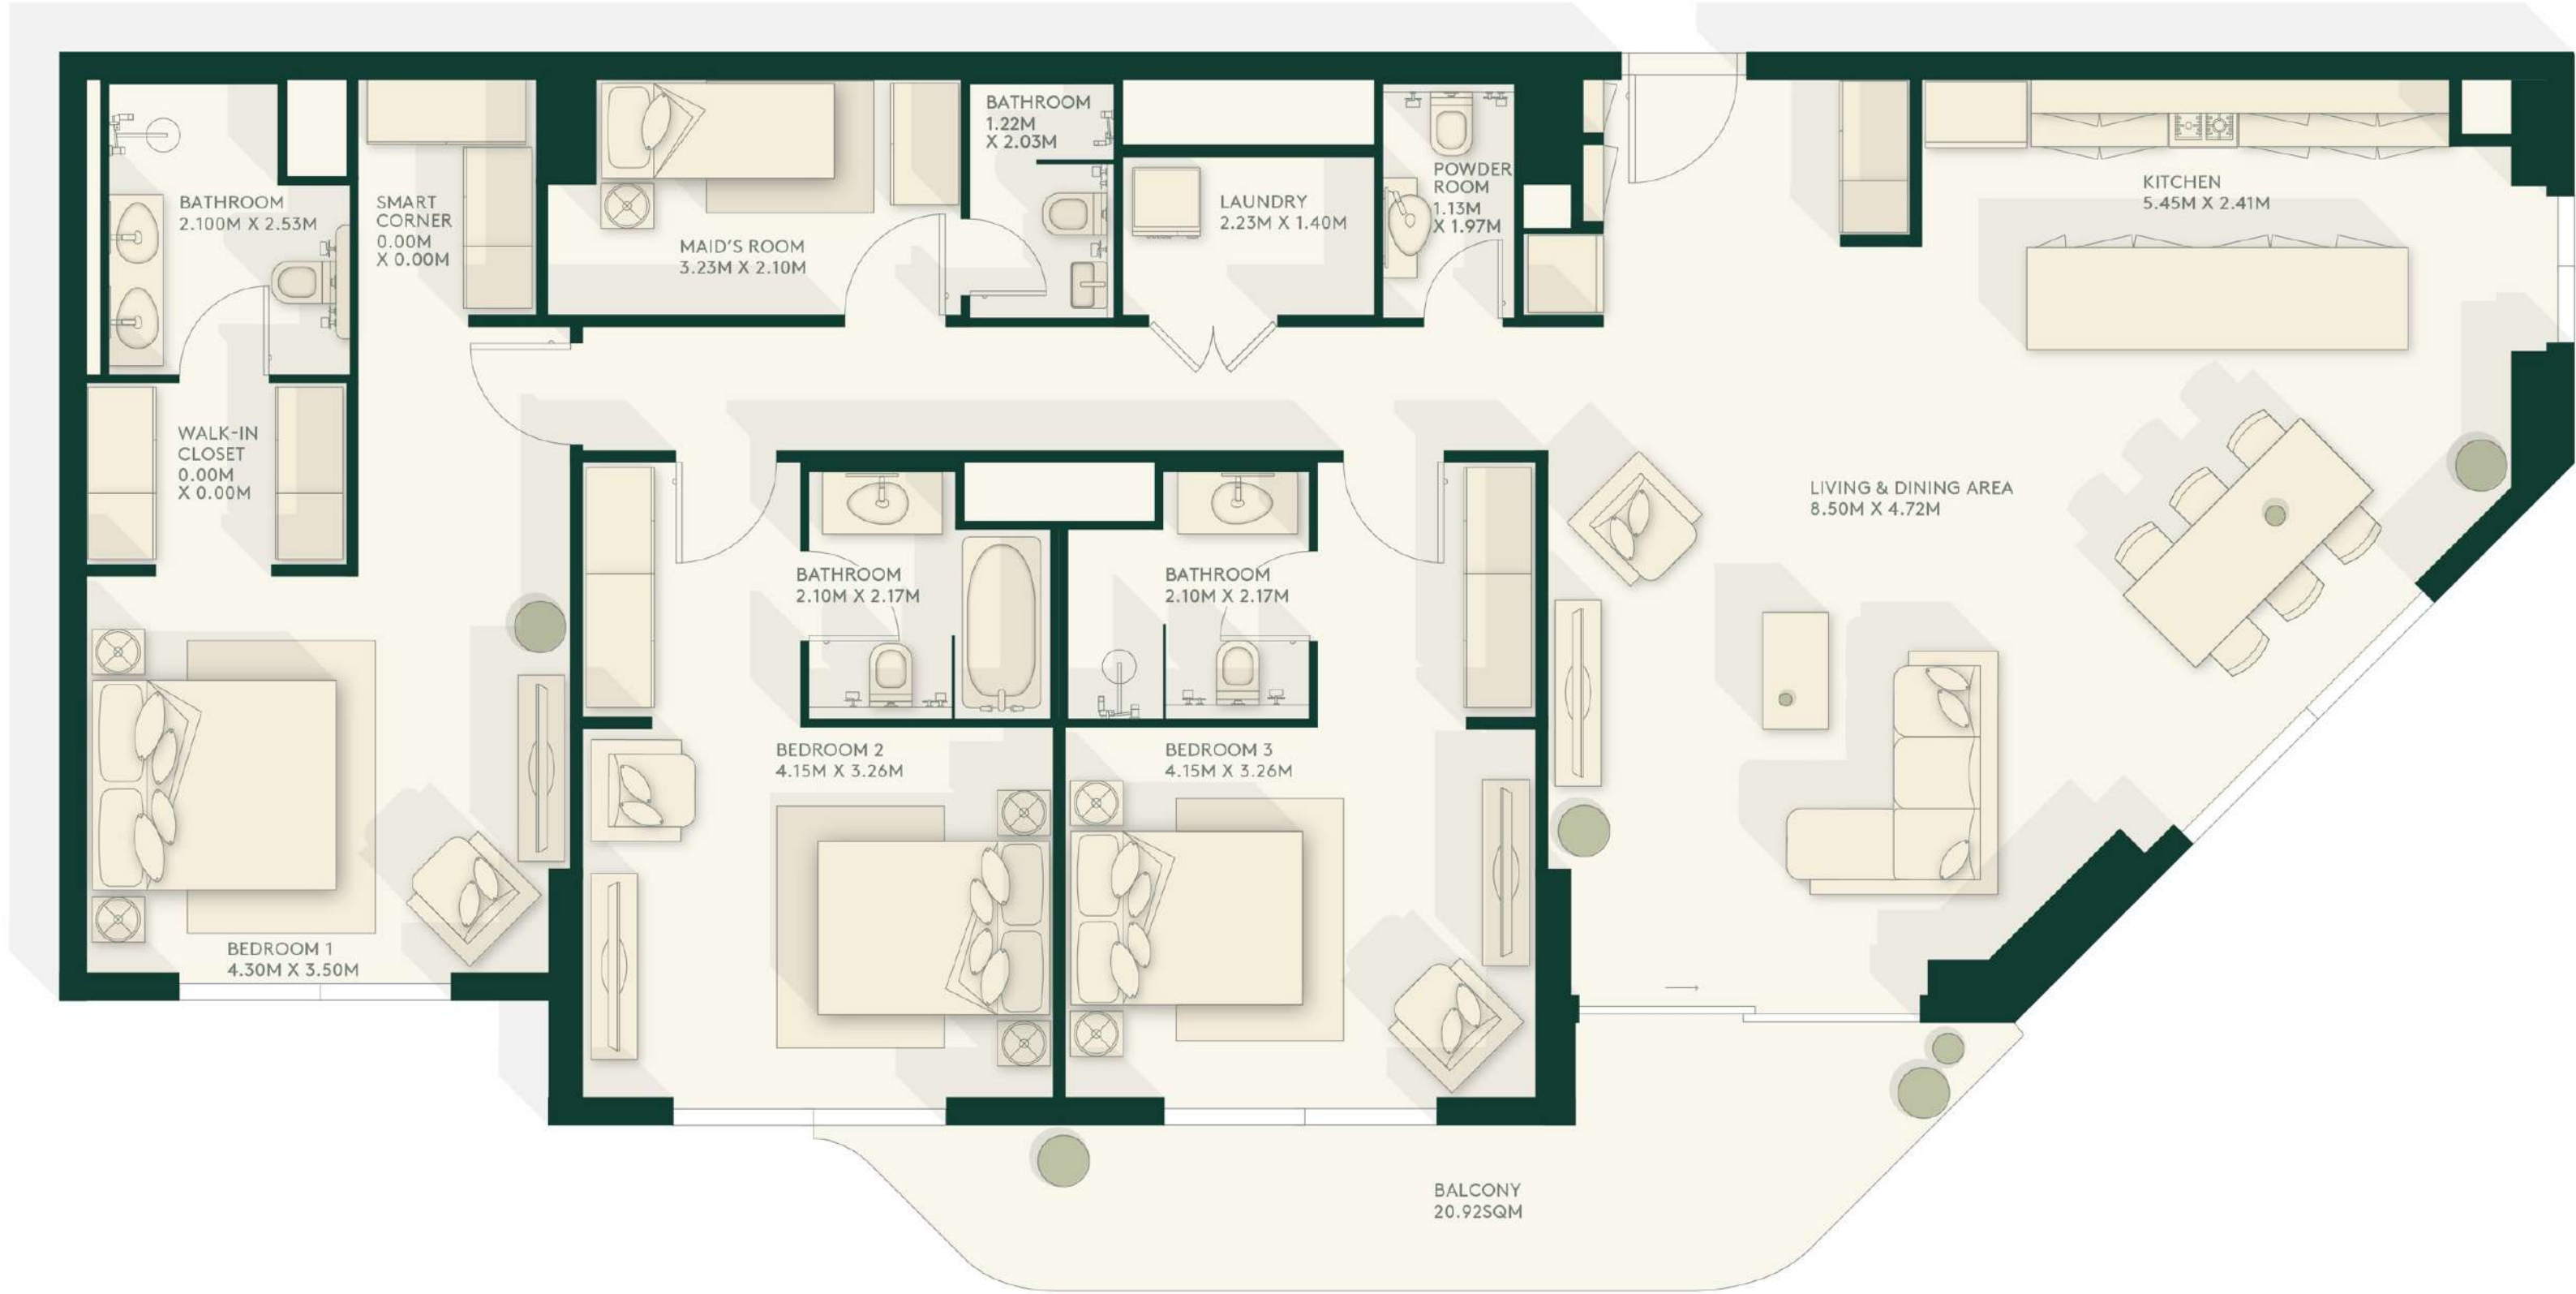 BATHROOM
2.100M X 2.53M
SMART
CORNER
0.00M
X 0.00M
MAID'S ROOM
3.23M X 2.10M
BATHROOM
1.22M
X 2.03M
LAUNDRY
2.23M X 1.40M
POWDER
ROOM
1.13M
X 1.97M
KITCHEN
5.45M X 2.41M
WALK-IN
CLOSET
0.00M
X 0.00M
LIVING & DINING AREA
8.50M X 4.72M
BATHROOM
2.10M X 2.17M
BATHROOM
2.10M X 2.17M
BEDROOM 2
4.15M X 3.26M
BEDROOM 3
4.15M X 3.26M
BEDROOM 1
4.30M X 3.50M
BALCONY
20.92SQM